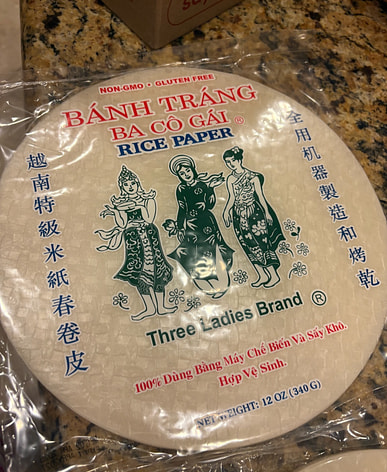 NON-GMO • GLUTEN FREE
BÁNH TRÁNG
BA CÔ GÁI ®
RICE PAPER
越南特級米紙春卷皮
全用机器製造和烤乾
Three Ladies Brand ®
100% Dùng Bằng Máy Chế Biến Và Sấy Khô.
Hợp Vệ Sinh.
NET WEIGHT: 12 OZ (340 G)